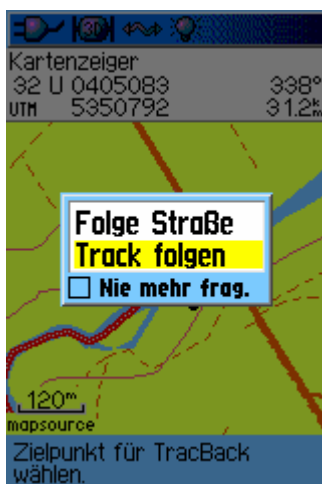 3D
Kartenzeiger
32 U 0405083 338°
UTM 5350792 31.2km
Folge Straße
Track folgen
Nie mehr frag.
120m
mapsource
Zielpunkt für TracBack
wählen.